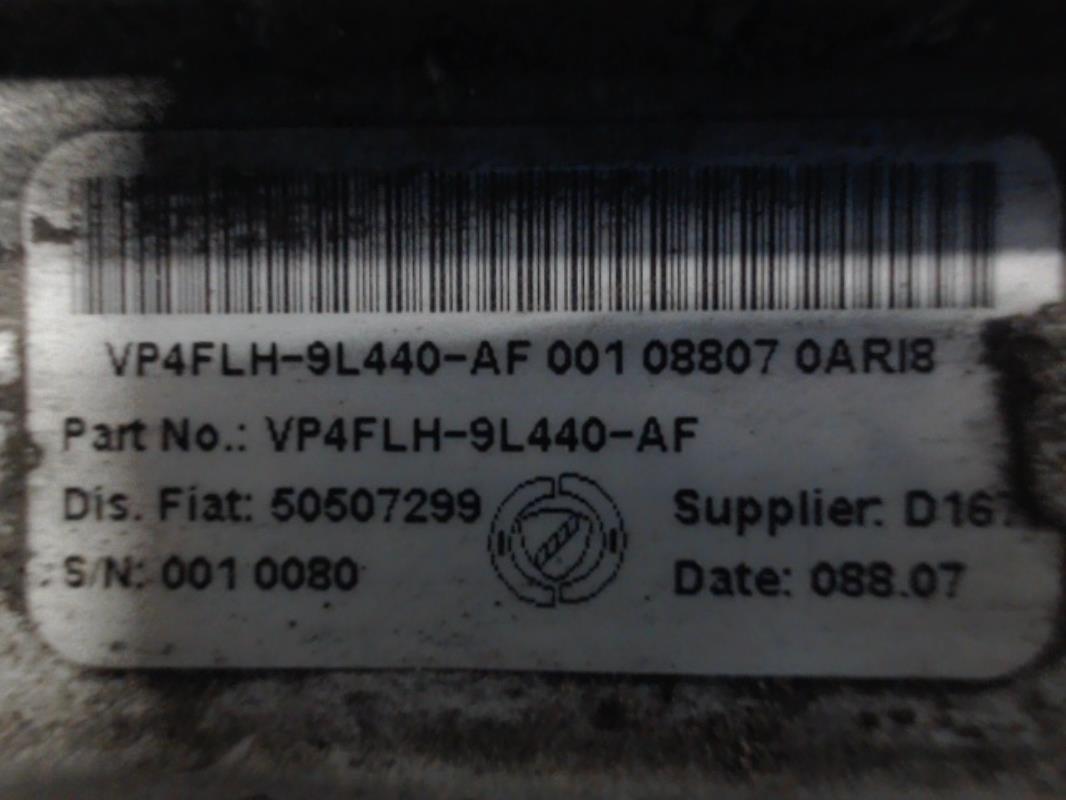 VP4FLH-9L440-AF 001 08807 0ARI8
Part No.: VP4FLH-9L440-AF
Dis. Fiat: 50507299
Supplier:
S/N: 001 0080
Date: 088.07